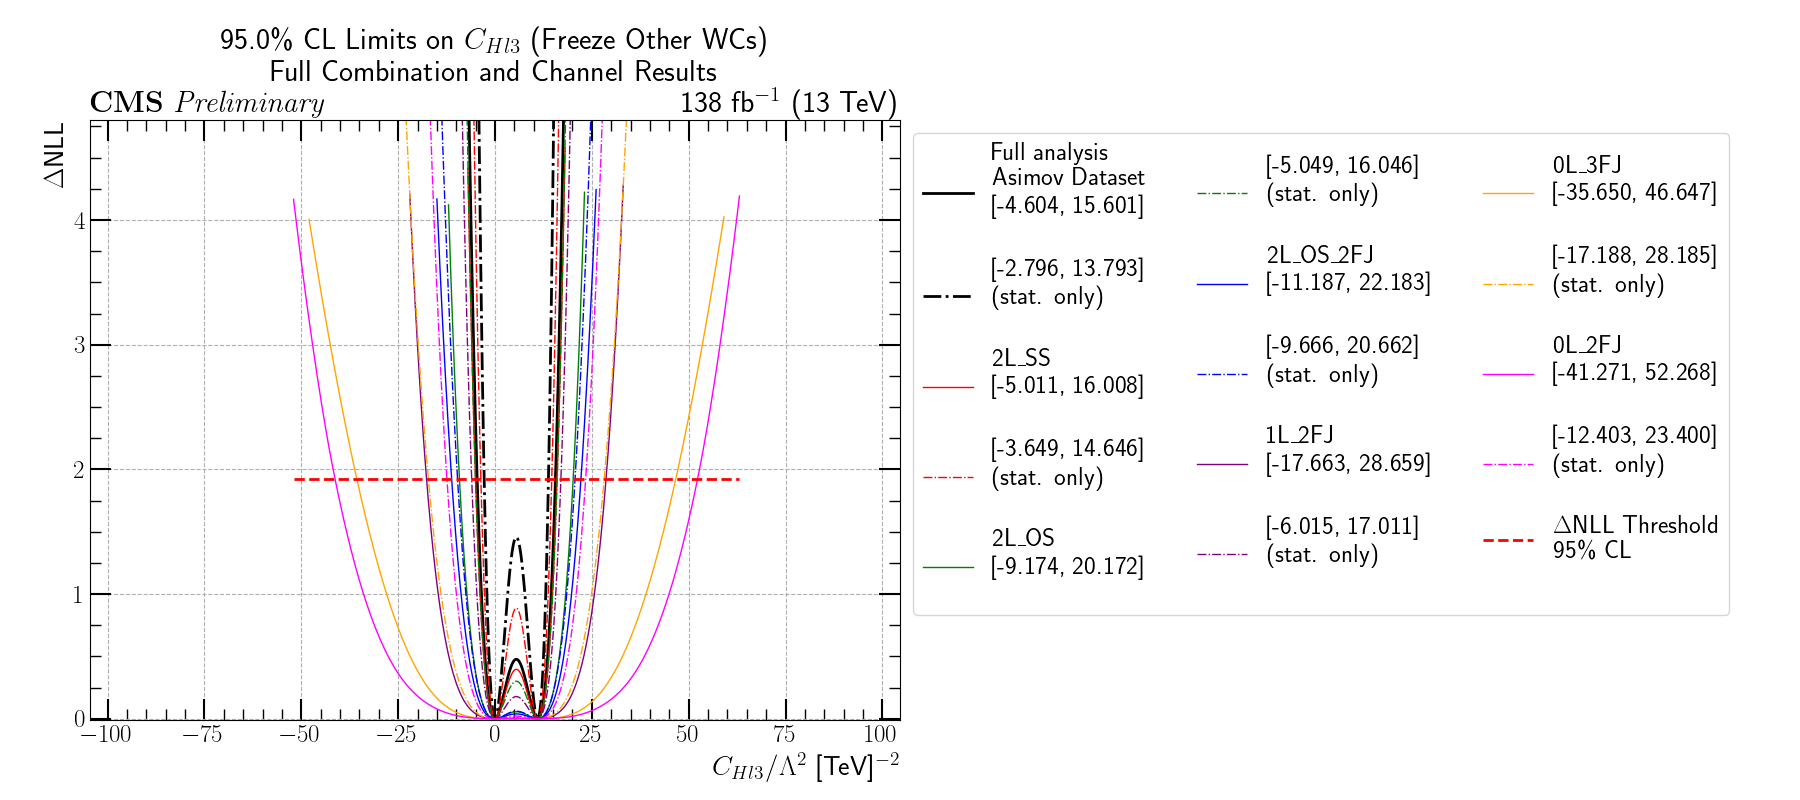 95.0% CL Limits on C_{Hl3} (Freeze Other WCs)
Full Combination and Channel Results
CMS Preliminary
138 fb^{−1} (13 TeV)
ΔNLL
4
3
2
1
0
−100 −75 −50 −25 0 25 50 75 100
C_{Hl3}/Λ^2 [TeV]^{−2}
Full analysis
Asimov Dataset
[-4.604, 15.601]
[-2.796, 13.793]
(stat. only)
2L_SS
[-5.011, 16.008]
[-3.649, 14.646]
(stat. only)
2L_OS
[-9.174, 20.172]
[-5.049, 16.046]
(stat. only)
2L_OS_2FJ
[-11.187, 22.183]
[-9.666, 20.662]
(stat. only)
1L_2FJ
[-17.663, 28.659]
[-6.015, 17.011]
(stat. only)
0L_3FJ
[-35.650, 46.647]
[-17.188, 28.185]
(stat. only)
0L_2FJ
[-41.271, 52.268]
[-12.403, 23.400]
(stat. only)
ΔNLL Threshold
95% CL